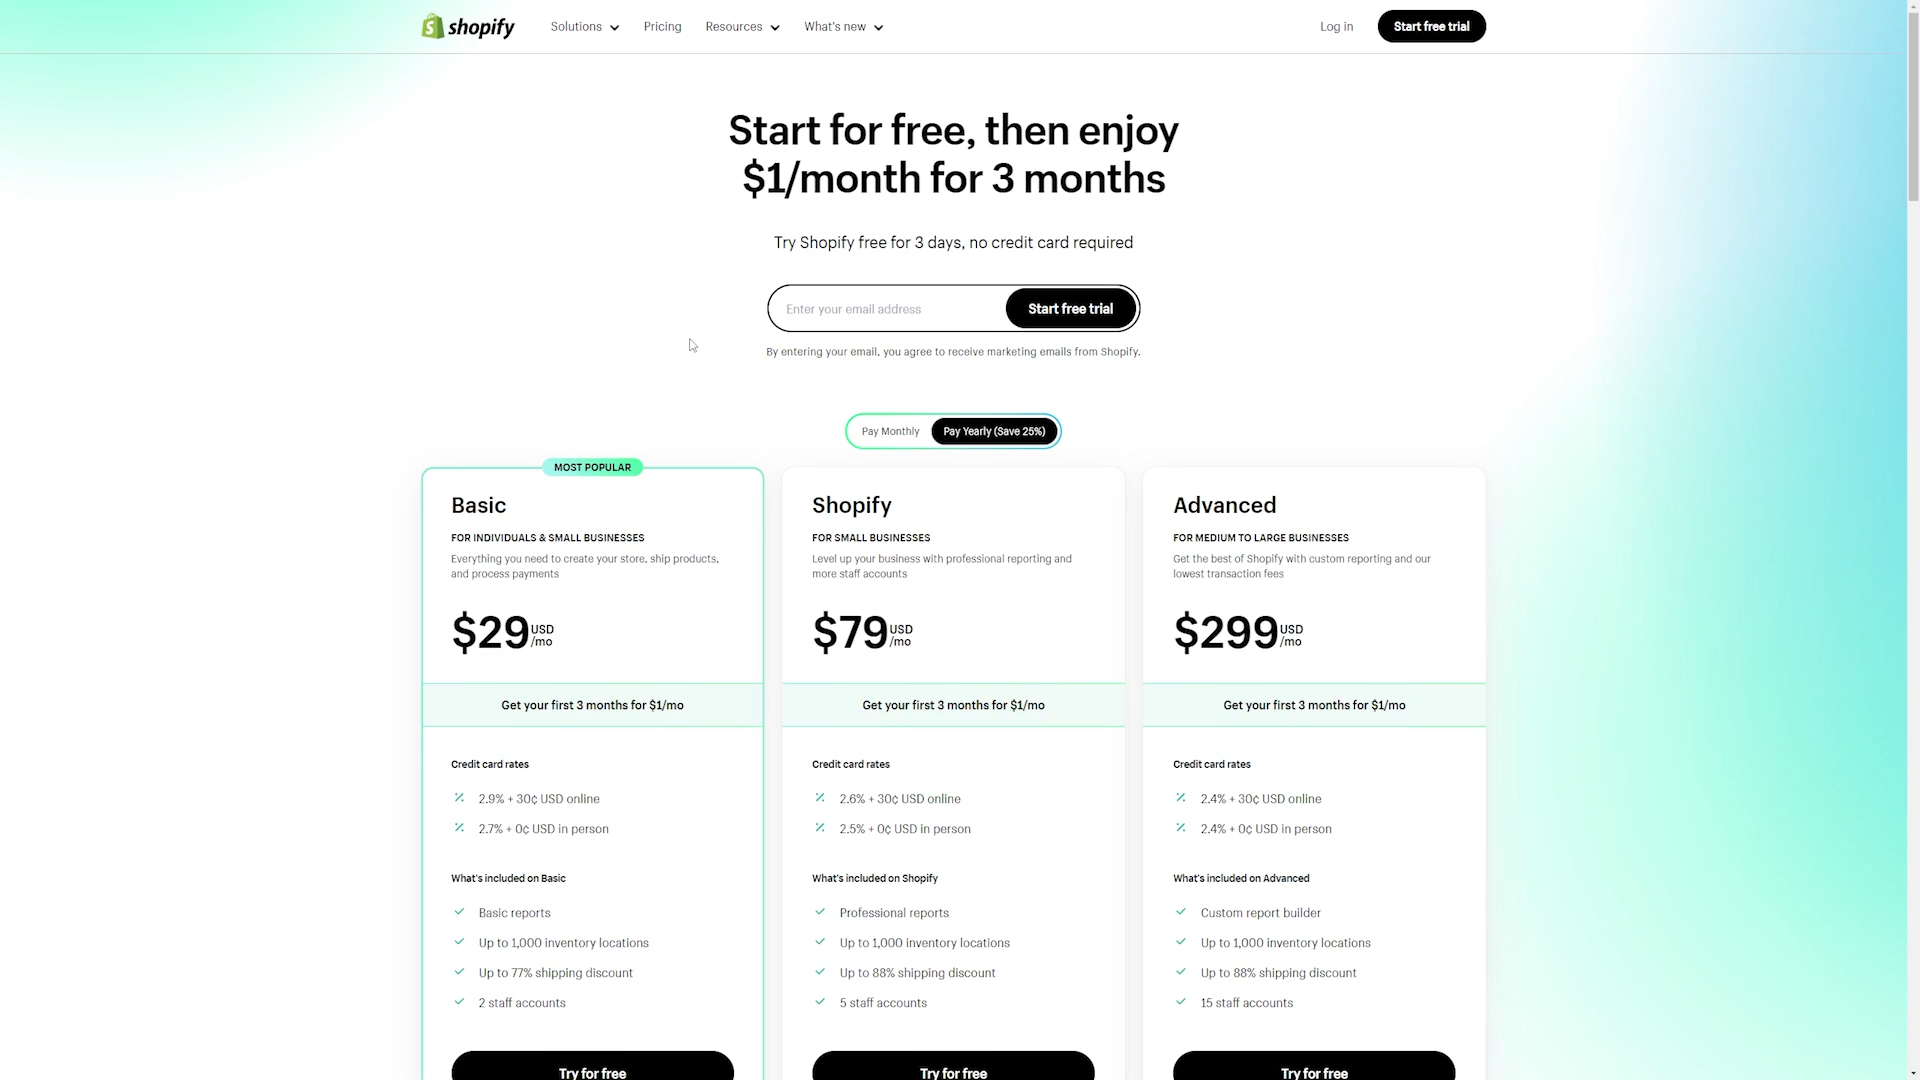 shopify
Solutions
Pricing
Resources
What's new
Log in
Start free trial
Start for free, then enjoy
$1/month for 3 months
Try Shopify free for 3 days, no credit card required
Enter your email address
Start free trial
By entering your email, you agree to receive marketing emails from Shopify.
Pay Monthly
Pay Yearly (Save 25%)
MOST POPULAR
Basic
FOR INDIVIDUALS & SMALL BUSINESSES
Everything you need to create your store, ship products,
and process payments
$29 USD
/mo
Get your first 3 months for $1/mo
Credit card rates
2.9% + 30¢ USD online
2.7% + 0¢ USD in person
What's included on Basic
Basic reports
Up to 1,000 inventory locations
Up to 77% shipping discount
2 staff accounts
Try for free
Shopify
FOR SMALL BUSINESSES
Level up your business with professional reporting and
more staff accounts
$79 USD
/mo
Get your first 3 months for $1/mo
Credit card rates
2.6% + 30¢ USD online
2.5% + 0¢ USD in person
What's included on Shopify
Professional reports
Up to 1,000 inventory locations
Up to 88% shipping discount
5 staff accounts
Try for free
Advanced
FOR MEDIUM TO LARGE BUSINESSES
Get the best of Shopify with custom reporting and our
lowest transaction fees
$299 USD
/mo
Get your first 3 months for $1/mo
Credit card rates
2.4% + 30¢ USD online
2.4% + 0¢ USD in person
What's included on Advanced
Custom report builder
Up to 1,000 inventory locations
Up to 88% shipping discount
15 staff accounts
Try for free